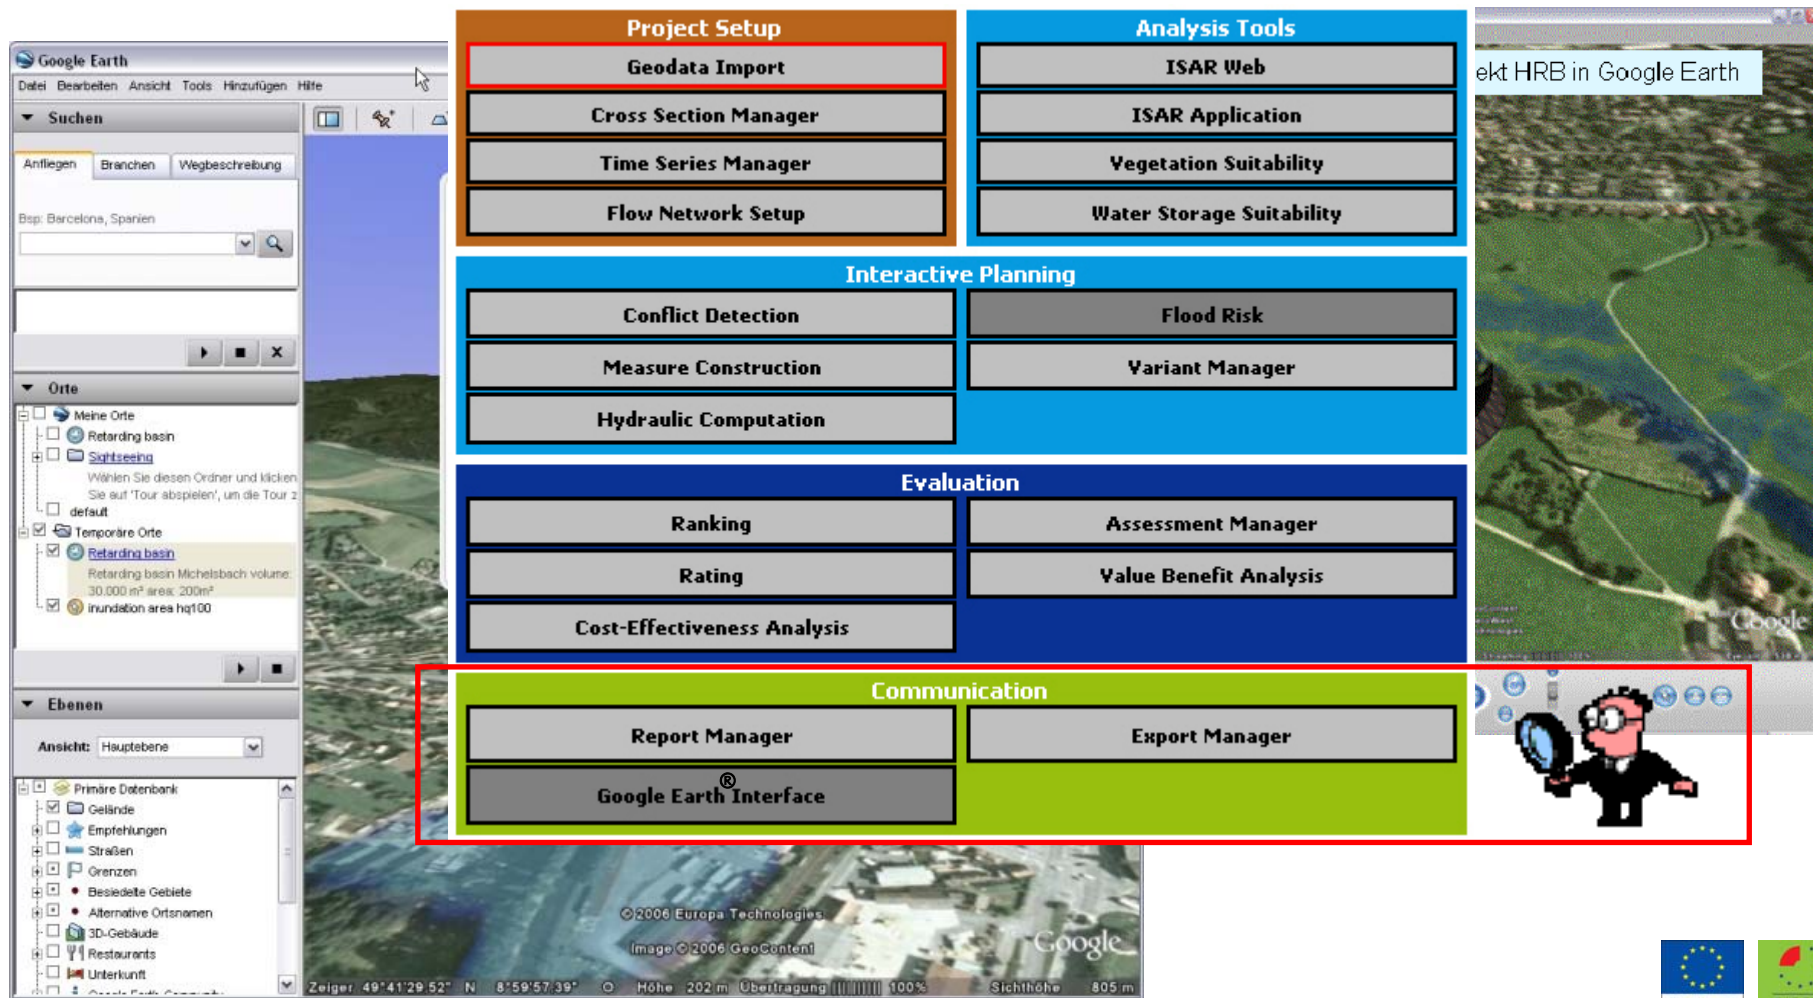 Google Earth
Datei Bearbeiten Ansicht Tools Hinzufügen Hilfe
Suchen
Anfliegen Branchen Wegbeschreibung
Bsp: Barcelona, Spanien
Orte
Meine Orte
Retarding basin
Sightseeing
Wählen Sie diesen Ordner und klicken
Sie auf 'Tour abspielen', um die Tour z
default
Temporäre Orte
Retarding basin
Retarding basin Michelsbach volume:
30.000 m³ area: 200m²
inundation area hq100
Ebenen
Ansicht: Hauptebene
Primäre Datenbank
Gelände
Empfehlungen
Straßen
Grenzen
Besiedelte Gebiete
Alternative Ortsnamen
3D-Gebäude
Restaurants
Unterkunft
Google Earth Community
Project Setup
Geodata Import
Cross Section Manager
Time Series Manager
Flow Network Setup
Analysis Tools
ISAR Web
ISAR Application
Vegetation Suitability
Water Storage Suitability
Interactive Planning
Conflict Detection
Flood Risk
Measure Construction
Variant Manager
Hydraulic Computation
Evaluation
Ranking
Assessment Manager
Rating
Value Benefit Analysis
Cost-Effectiveness Analysis
Communication
Report Manager
Export Manager
Google Earth® Interface
ekt HRB in Google Earth
Google
©2006 Europa Technologies
Image © 2006 GeoContent
Google
Zeiger 49°41'29.52" N 8°59'57.39" O Höhe 202 m Übertragung 100% Sichthöhe 805 m